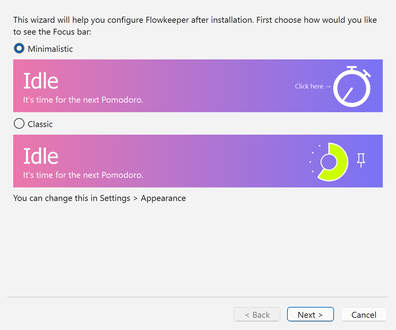 This wizard will help you configure Flowkeeper after installation. First choose how would you like
to see the Focus bar:
Minimalistic
Idle
It's time for the next Pomodoro.
Click here →
Classic
Idle
It's time for the next Pomodoro.
You can change this in Settings > Appearance
< Back
Next >
Cancel